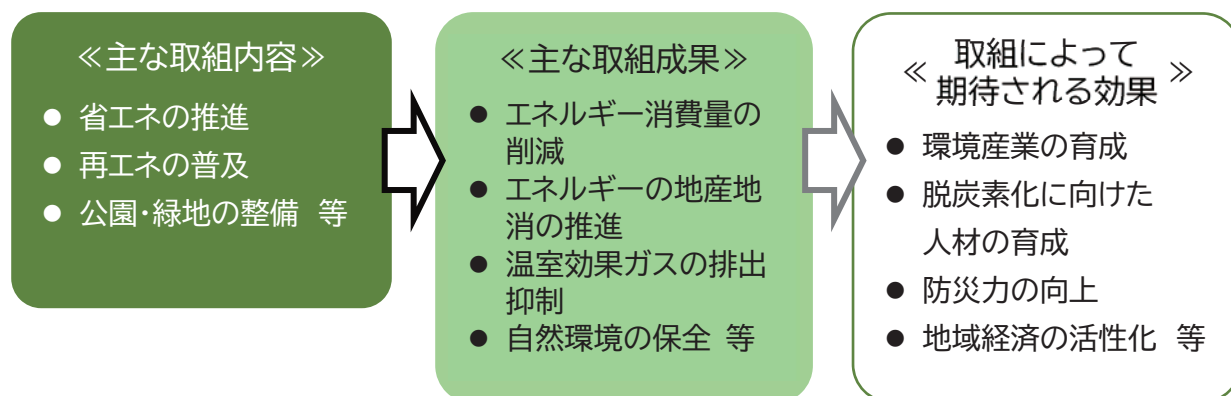 ≪主な取組内容≫
● 省エネの推進
● 再エネの普及
● 公園・緑地の整備 等
≪主な取組成果≫
● エネルギー消費量の
削減
● エネルギーの地産地
消の推進
● 温室効果ガスの排出
抑制
● 自然環境の保全 等
≪取組によって
期待される効果≫
● 環境産業の育成
● 脱炭素化に向けた
人材の育成
● 防災力の向上
● 地域経済の活性化 等